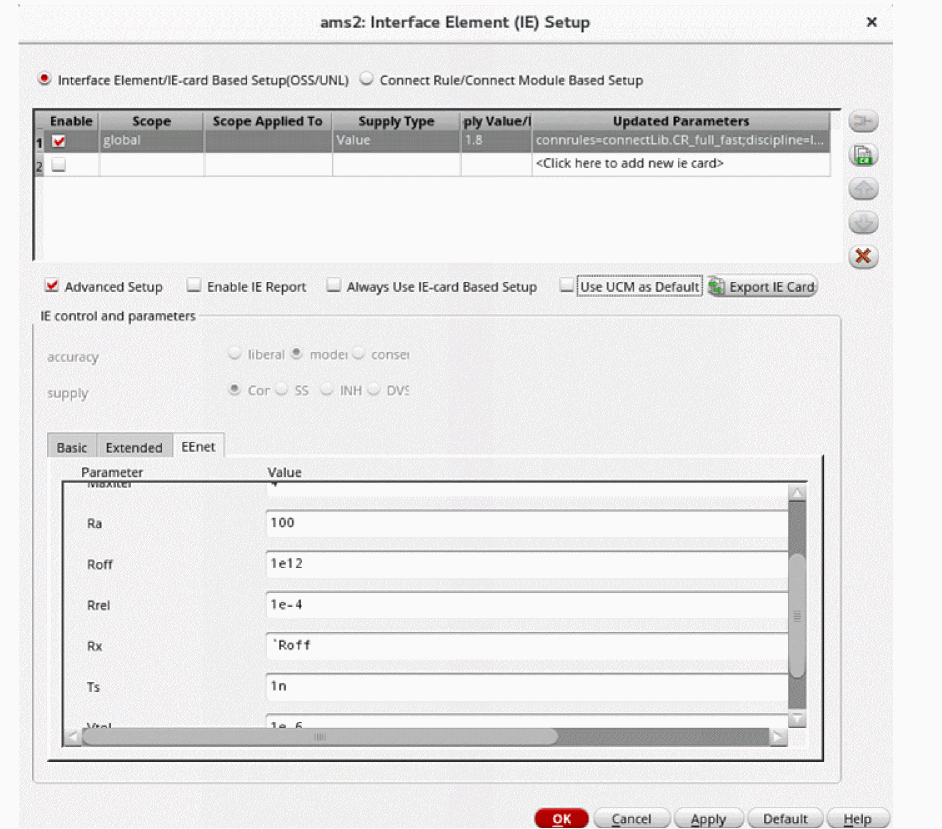 ams2: Interface Element (IE) Setup
Interface Element/IE-card Based Setup(OSS/UNL) Connect Rule/Connect Module Based Setup
Enable Scope Scope Applied To Supply Type ply Value/I Updated Parameters
1 global Value 1.8 connrules=connectLib.CR_full_fast;discipline=l...
2 <Click here to add new ie card>
Advanced Setup Enable IE Report Always Use IE-card Based Setup Use UCM as Default Export IE Card
IE control and parameters
accuracy liberal moder conser
supply Cor SS INH DVS
Basic Extended EEnet
Parameter Value
Maxiter 4
Ra 100
Roff 1e12
Rrel 1e-4
Rx `Roff
Ts 1n
Vtol 1e-6
OK Cancel Apply Default Help